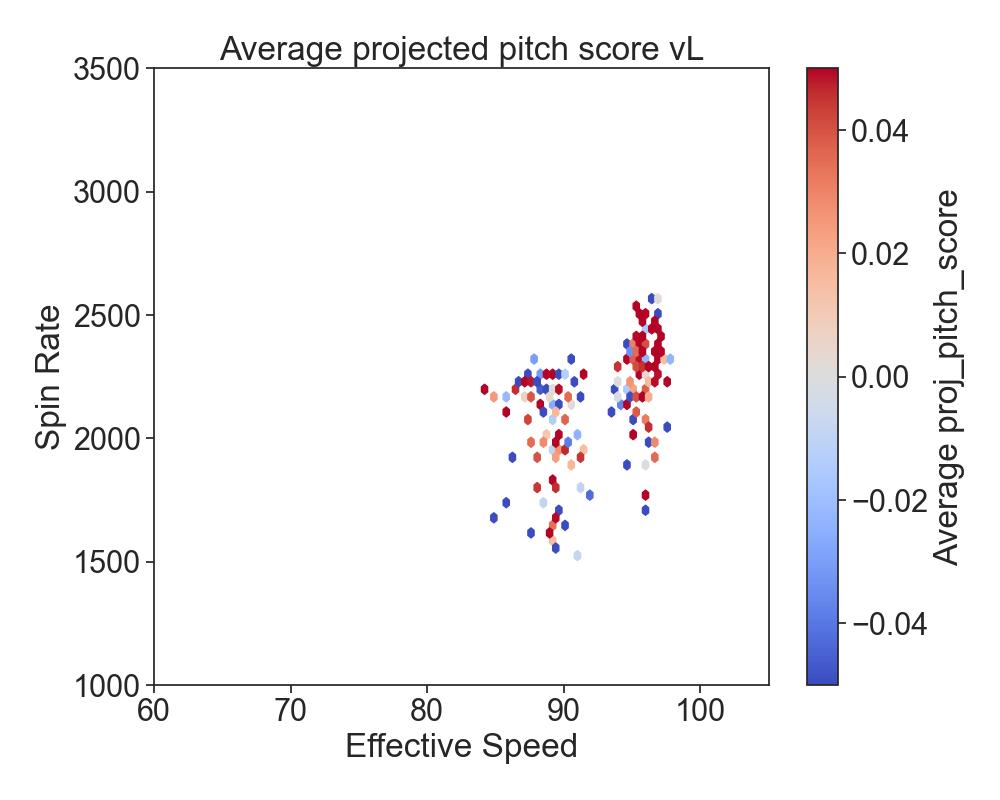 Average projected pitch score vL
3500
3000
2500
2000
1500
1000
Spin Rate
60 70 80 90 100
Effective Speed
0.04
0.02
0.00
−0.02
−0.04
Average proj_pitch_score